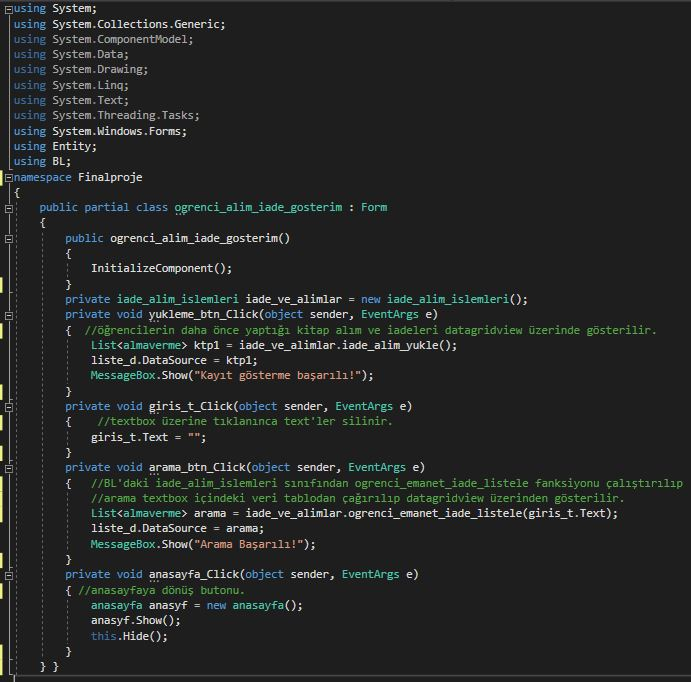 using System;
using System.Collections.Generic;
using System.ComponentModel;
using System.Data;
using System.Drawing;
using System.Linq;
using System.Text;
using System.Threading.Tasks;
using System.Windows.Forms;
using Entity;
using BL;
namespace Finalproje
{
public partial class ogrenci_alim_iade_gosterim : Form
{
public ogrenci_alim_iade_gosterim()
{
InitializeComponent();
}
private iade_alim_islemleri iade_ve_alimlar = new iade_alim_islemleri();
private void yukleme_btn_Click(object sender, EventArgs e)
{ //öğrencilerin daha önce yaptığı kitap alım ve iadeleri datagridview üzerinde gösterilir.
List<almaverme> ktp1 = iade_ve_alimlar.iade_alim_yukle();
liste_d.DataSource = ktp1;
MessageBox.Show("Kayıt gösterme başarılı!");
}
private void giris_t_Click(object sender, EventArgs e)
{ //textbox üzerine tıklanınca text'ler silinir.
giris_t.Text = "";
}
private void arama_btn_Click(object sender, EventArgs e)
{ //BL'daki iade_alim_islemleri sınıfından ogrenci_emanet_iade_listele fanksiyonu çalıştırılıp
//arama textbox içindeki veri tablodan çağırılıp datagridview üzerinden gösterilir.
List<almaverme> arama = iade_ve_alimlar.ogrenci_emanet_iade_listele(giris_t.Text);
liste_d.DataSource = arama;
MessageBox.Show("Arama Başarılı!");
}
private void anasayfa_Click(object sender, EventArgs e)
{ //anasayfaya dönüş butonu.
anasayfa anasyf = new anasayfa();
anasyf.Show();
this.Hide();
}
} }